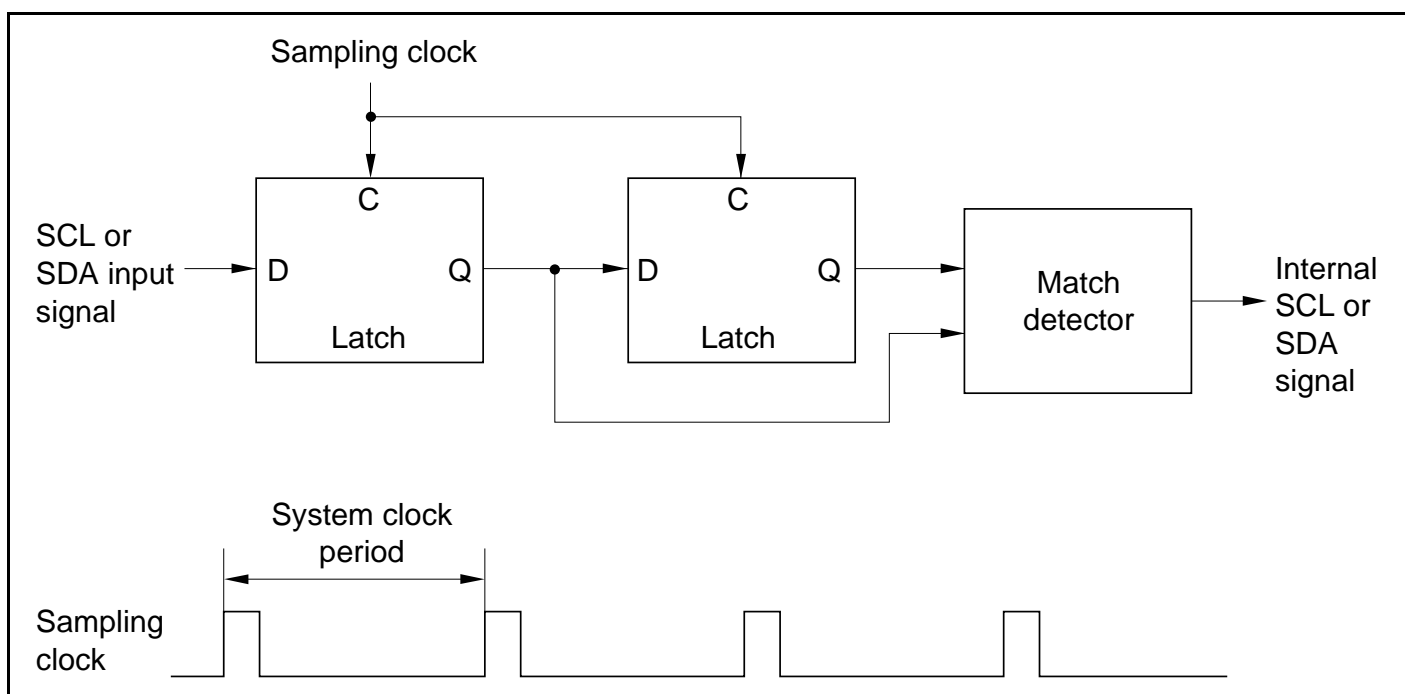 Sampling clock
SCL or
SDA input
signal
C
D
Q
Latch
C
D
Q
Latch
Match
detector
Internal
SCL or
SDA
signal
System clock
period
Sampling
clock